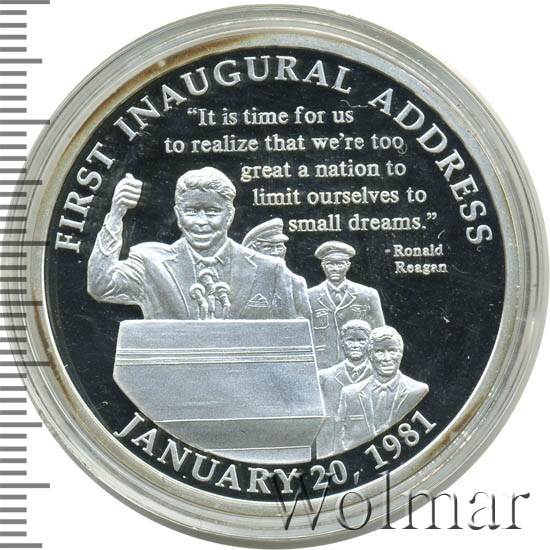 FIRST INAUGURAL ADDRESS
"It is time for us
to realize that we're too
great a nation to
limit ourselves to
small dreams."
- Ronald
Reagan
JANUARY 20, 1981
Wolmar